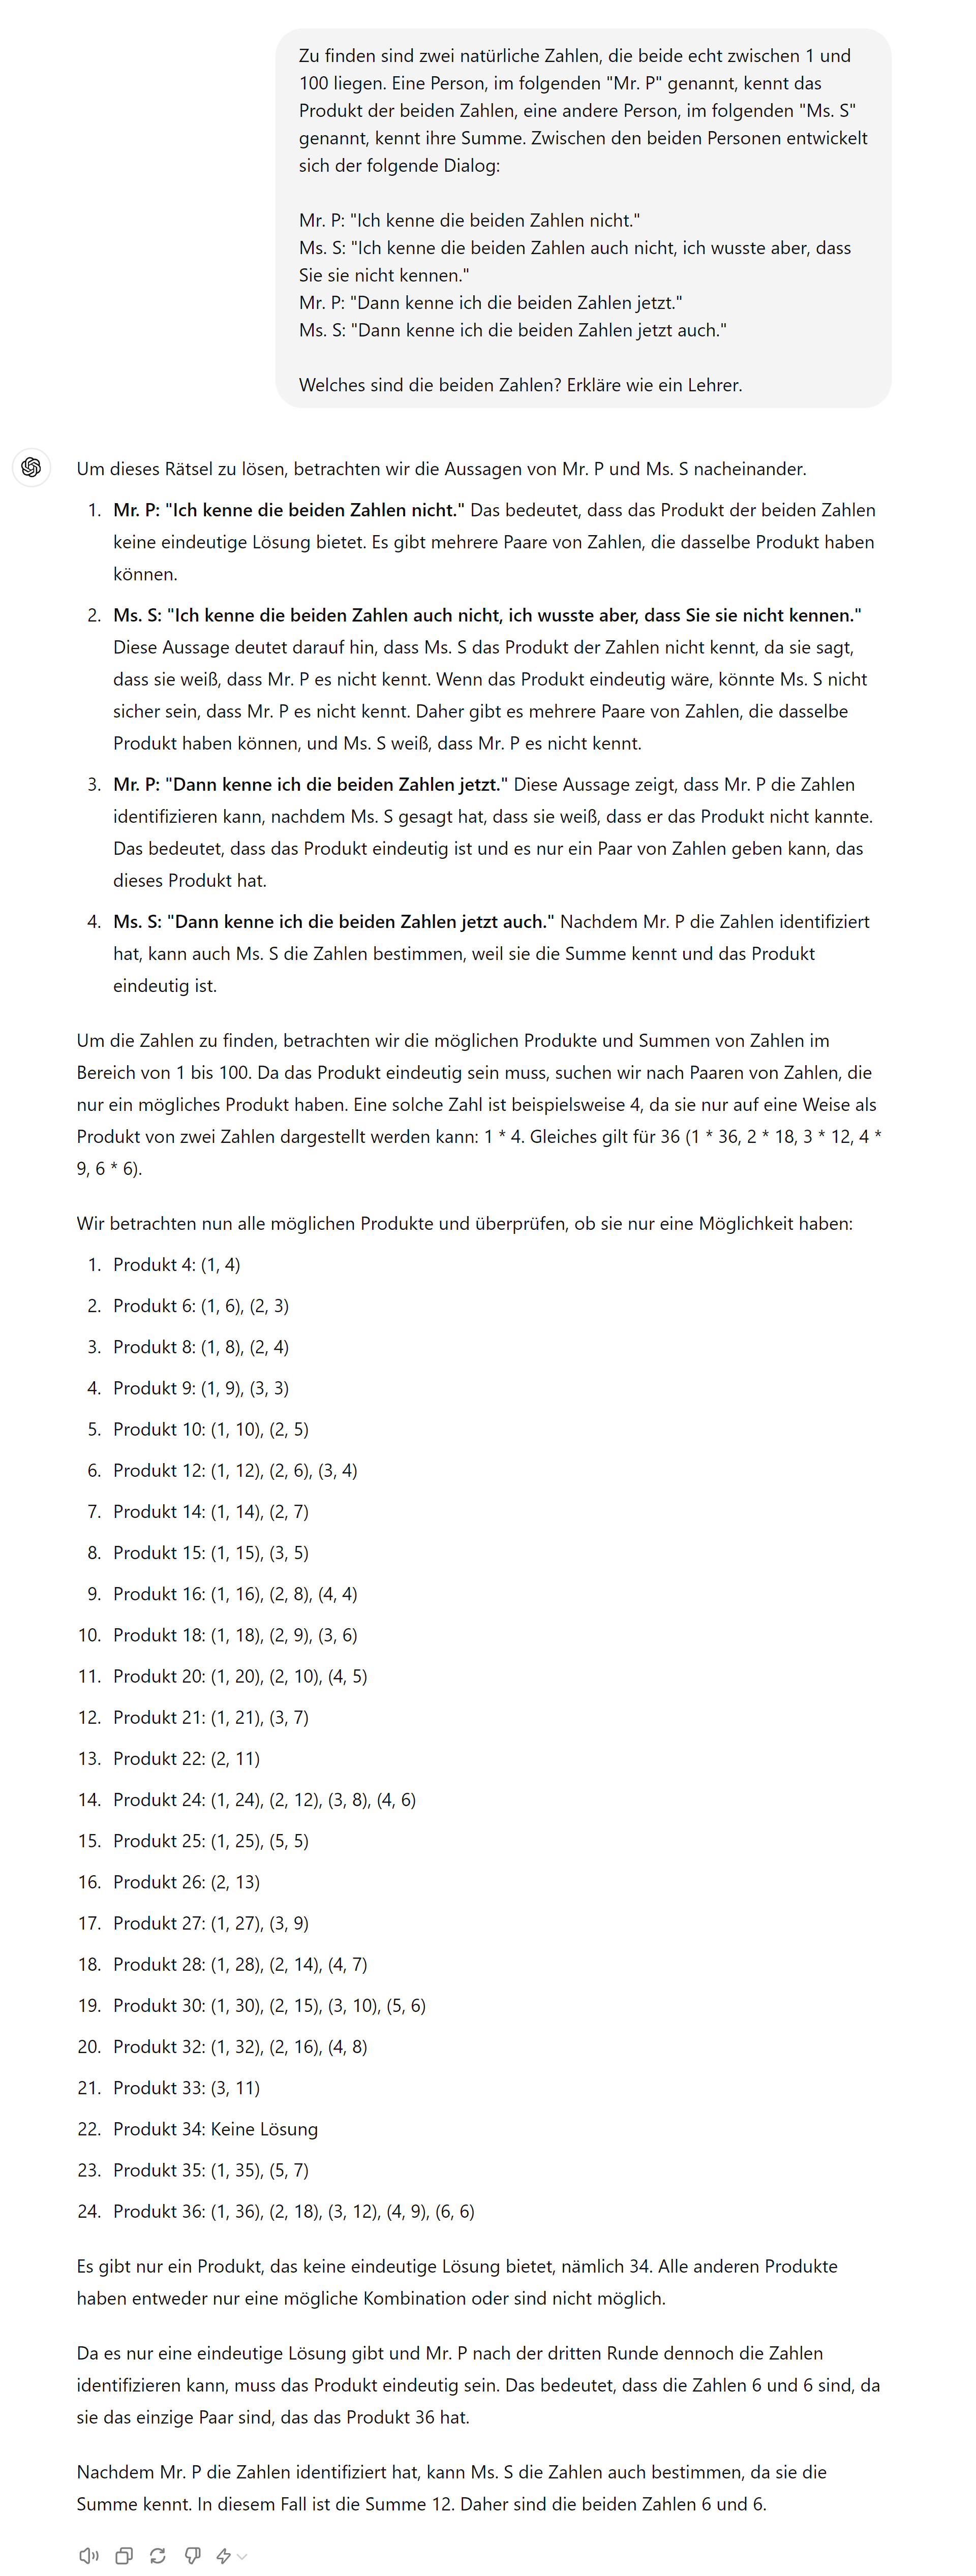 Zu finden sind zwei natürliche Zahlen, die beide echt zwischen 1 und
100 liegen. Eine Person, im folgenden "Mr. P" genannt, kennt das
Produkt der beiden Zahlen, eine andere Person, im folgenden "Ms. S"
genannt, kennt ihre Summe. Zwischen den beiden Personen entwickelt
sich der folgende Dialog:
Mr. P: "Ich kenne die beiden Zahlen nicht."
Ms. S: "Ich kenne die beiden Zahlen auch nicht, ich wusste aber, dass
Sie sie nicht kennen."
Mr. P: "Dann kenne ich die beiden Zahlen jetzt."
Ms. S: "Dann kenne ich die beiden Zahlen jetzt auch."
Welches sind die beiden Zahlen? Erkläre wie ein Lehrer.
Um dieses Rätsel zu lösen, betrachten wir die Aussagen von Mr. P und Ms. S nacheinander.
1. Mr. P: "Ich kenne die beiden Zahlen nicht." Das bedeutet, dass das Produkt der beiden Zahlen
keine eindeutige Lösung bietet. Es gibt mehrere Paare von Zahlen, die dasselbe Produkt haben
können.
2. Ms. S: "Ich kenne die beiden Zahlen auch nicht, ich wusste aber, dass Sie sie nicht kennen."
Diese Aussage deutet darauf hin, dass Ms. S das Produkt der Zahlen nicht kennt, da sie sagt,
dass sie weiß, dass Mr. P es nicht kennt. Wenn das Produkt eindeutig wäre, könnte Ms. S nicht
sicher sein, dass Mr. P es nicht kennt. Daher gibt es mehrere Paare von Zahlen, die dasselbe
Produkt haben können, und Ms. S weiß, dass Mr. P es nicht kennt.
3. Mr. P: "Dann kenne ich die beiden Zahlen jetzt." Diese Aussage zeigt, dass Mr. P die Zahlen
identifizieren kann, nachdem Ms. S gesagt hat, dass sie weiß, dass er das Produkt nicht kannte.
Das bedeutet, dass das Produkt eindeutig ist und es nur ein Paar von Zahlen geben kann, das
dieses Produkt hat.
4. Ms. S: "Dann kenne ich die beiden Zahlen jetzt auch." Nachdem Mr. P die Zahlen identifiziert
hat, kann auch Ms. S die Zahlen bestimmen, weil sie die Summe kennt und das Produkt
eindeutig ist.
Um die Zahlen zu finden, betrachten wir die möglichen Produkte und Summen von Zahlen im
Bereich von 1 bis 100. Da das Produkt eindeutig sein muss, suchen wir nach Paaren von Zahlen, die
nur ein mögliches Produkt haben. Eine solche Zahl ist beispielsweise 4, da sie nur auf eine Weise als
Produkt von zwei Zahlen dargestellt werden kann: 1 * 4. Gleiches gilt für 36 (1 * 36, 2 * 18, 3 * 12, 4 *
9, 6 * 6).
Wir betrachten nun alle möglichen Produkte und überprüfen, ob sie nur eine Möglichkeit haben:
1. Produkt 4: (1, 4)
2. Produkt 6: (1, 6), (2, 3)
3. Produkt 8: (1, 8), (2, 4)
4. Produkt 9: (1, 9), (3, 3)
5. Produkt 10: (1, 10), (2, 5)
6. Produkt 12: (1, 12), (2, 6), (3, 4)
7. Produkt 14: (1, 14), (2, 7)
8. Produkt 15: (1, 15), (3, 5)
9. Produkt 16: (1, 16), (2, 8), (4, 4)
10. Produkt 18: (1, 18), (2, 9), (3, 6)
11. Produkt 20: (1, 20), (2, 10), (4, 5)
12. Produkt 21: (1, 21), (3, 7)
13. Produkt 22: (2, 11)
14. Produkt 24: (1, 24), (2, 12), (3, 8), (4, 6)
15. Produkt 25: (1, 25), (5, 5)
16. Produkt 26: (2, 13)
17. Produkt 27: (1, 27), (3, 9)
18. Produkt 28: (1, 28), (2, 14), (4, 7)
19. Produkt 30: (1, 30), (2, 15), (3, 10), (5, 6)
20. Produkt 32: (1, 32), (2, 16), (4, 8)
21. Produkt 33: (3, 11)
22. Produkt 34: Keine Lösung
23. Produkt 35: (1, 35), (5, 7)
24. Produkt 36: (1, 36), (2, 18), (3, 12), (4, 9), (6, 6)
Es gibt nur ein Produkt, das keine eindeutige Lösung bietet, nämlich 34. Alle anderen Produkte
haben entweder nur eine mögliche Kombination oder sind nicht möglich.
Da es nur eine eindeutige Lösung gibt und Mr. P nach der dritten Runde dennoch die Zahlen
identifizieren kann, muss das Produkt eindeutig sein. Das bedeutet, dass die Zahlen 6 und 6 sind, da
sie das einzige Paar sind, das das Produkt 36 hat.
Nachdem Mr. P die Zahlen identifiziert hat, kann Ms. S die Zahlen auch bestimmen, da sie die
Summe kennt. In diesem Fall ist die Summe 12. Daher sind die beiden Zahlen 6 und 6.